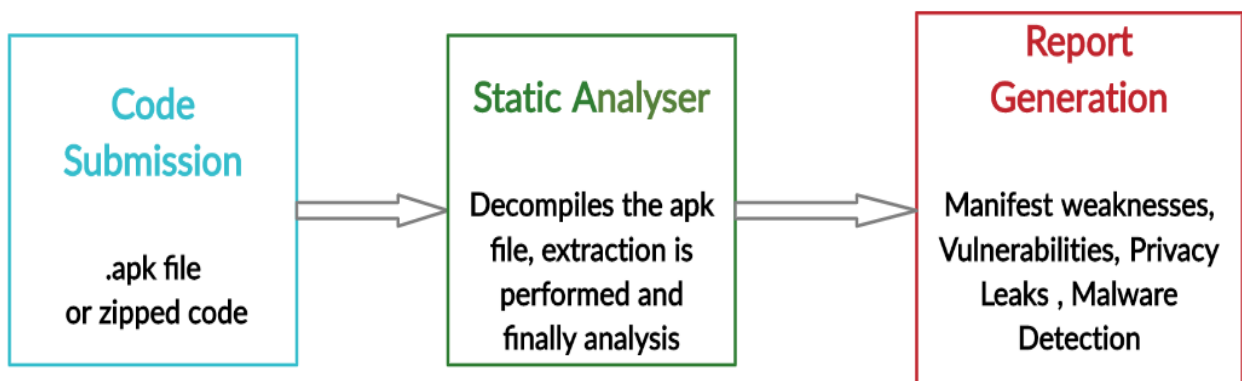 Code
Submission
.apk file
or zipped code
Static Analyser
Decompiles the apk
file, extraction is
performed and
finally analysis
Report
Generation
Manifest weaknesses,
Vulnerabilities, Privacy
Leaks , Malware
Detection